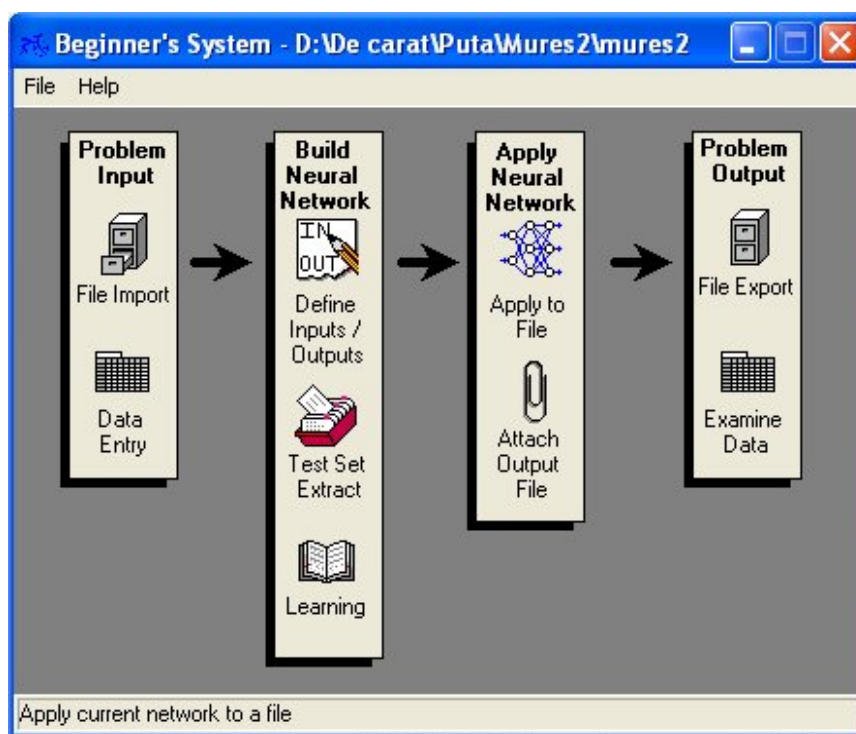 Beginner's System - D:\De carat\Puta\Mures2\mures2
File Help
Problem
Input
File Import
Data
Entry
Build
Neural
Network
IN
OUT
Define
Inputs /
Outputs
Test Set
Extract
Learning
Apply
Neural
Network
Apply to
File
Attach
Output
File
Problem
Output
File Export
Examine
Data
Apply current network to a file